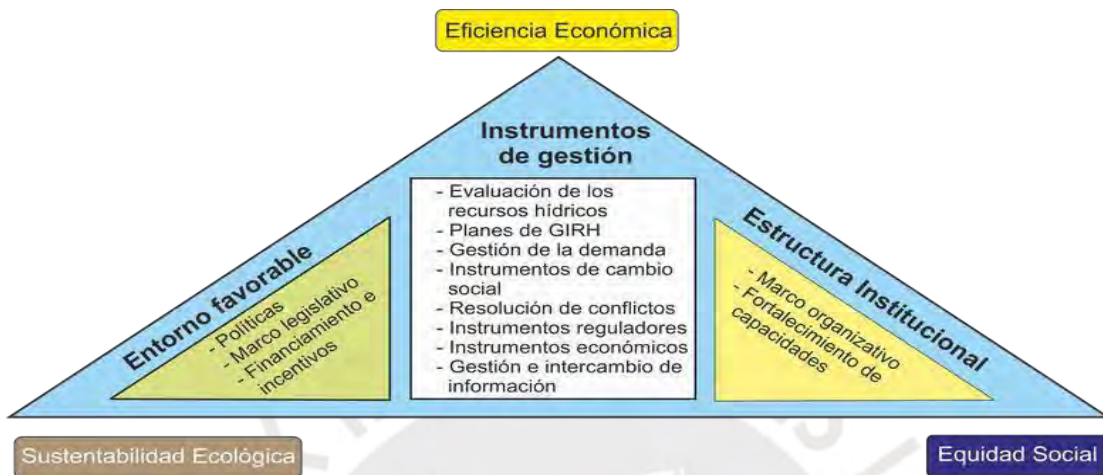 Eficiencia Económica
Instrumentos
de gestión
- Evaluación de los
recursos hídricos
- Planes de GIRH
- Gestión de la demanda
- Instrumentos de cambio
social
- Resolución de conflictos
- Instrumentos reguladores
- Instrumentos económicos
- Gestión e intercambio de
información
Entorno favorable
- Políticas
- Marco legislativo
- Financiamiento e
incentivos
Estructura Institucional
- Marco organizativo
- Fortalecimiento de
capacidades
Sustentabilidad Ecológica
Equidad Social